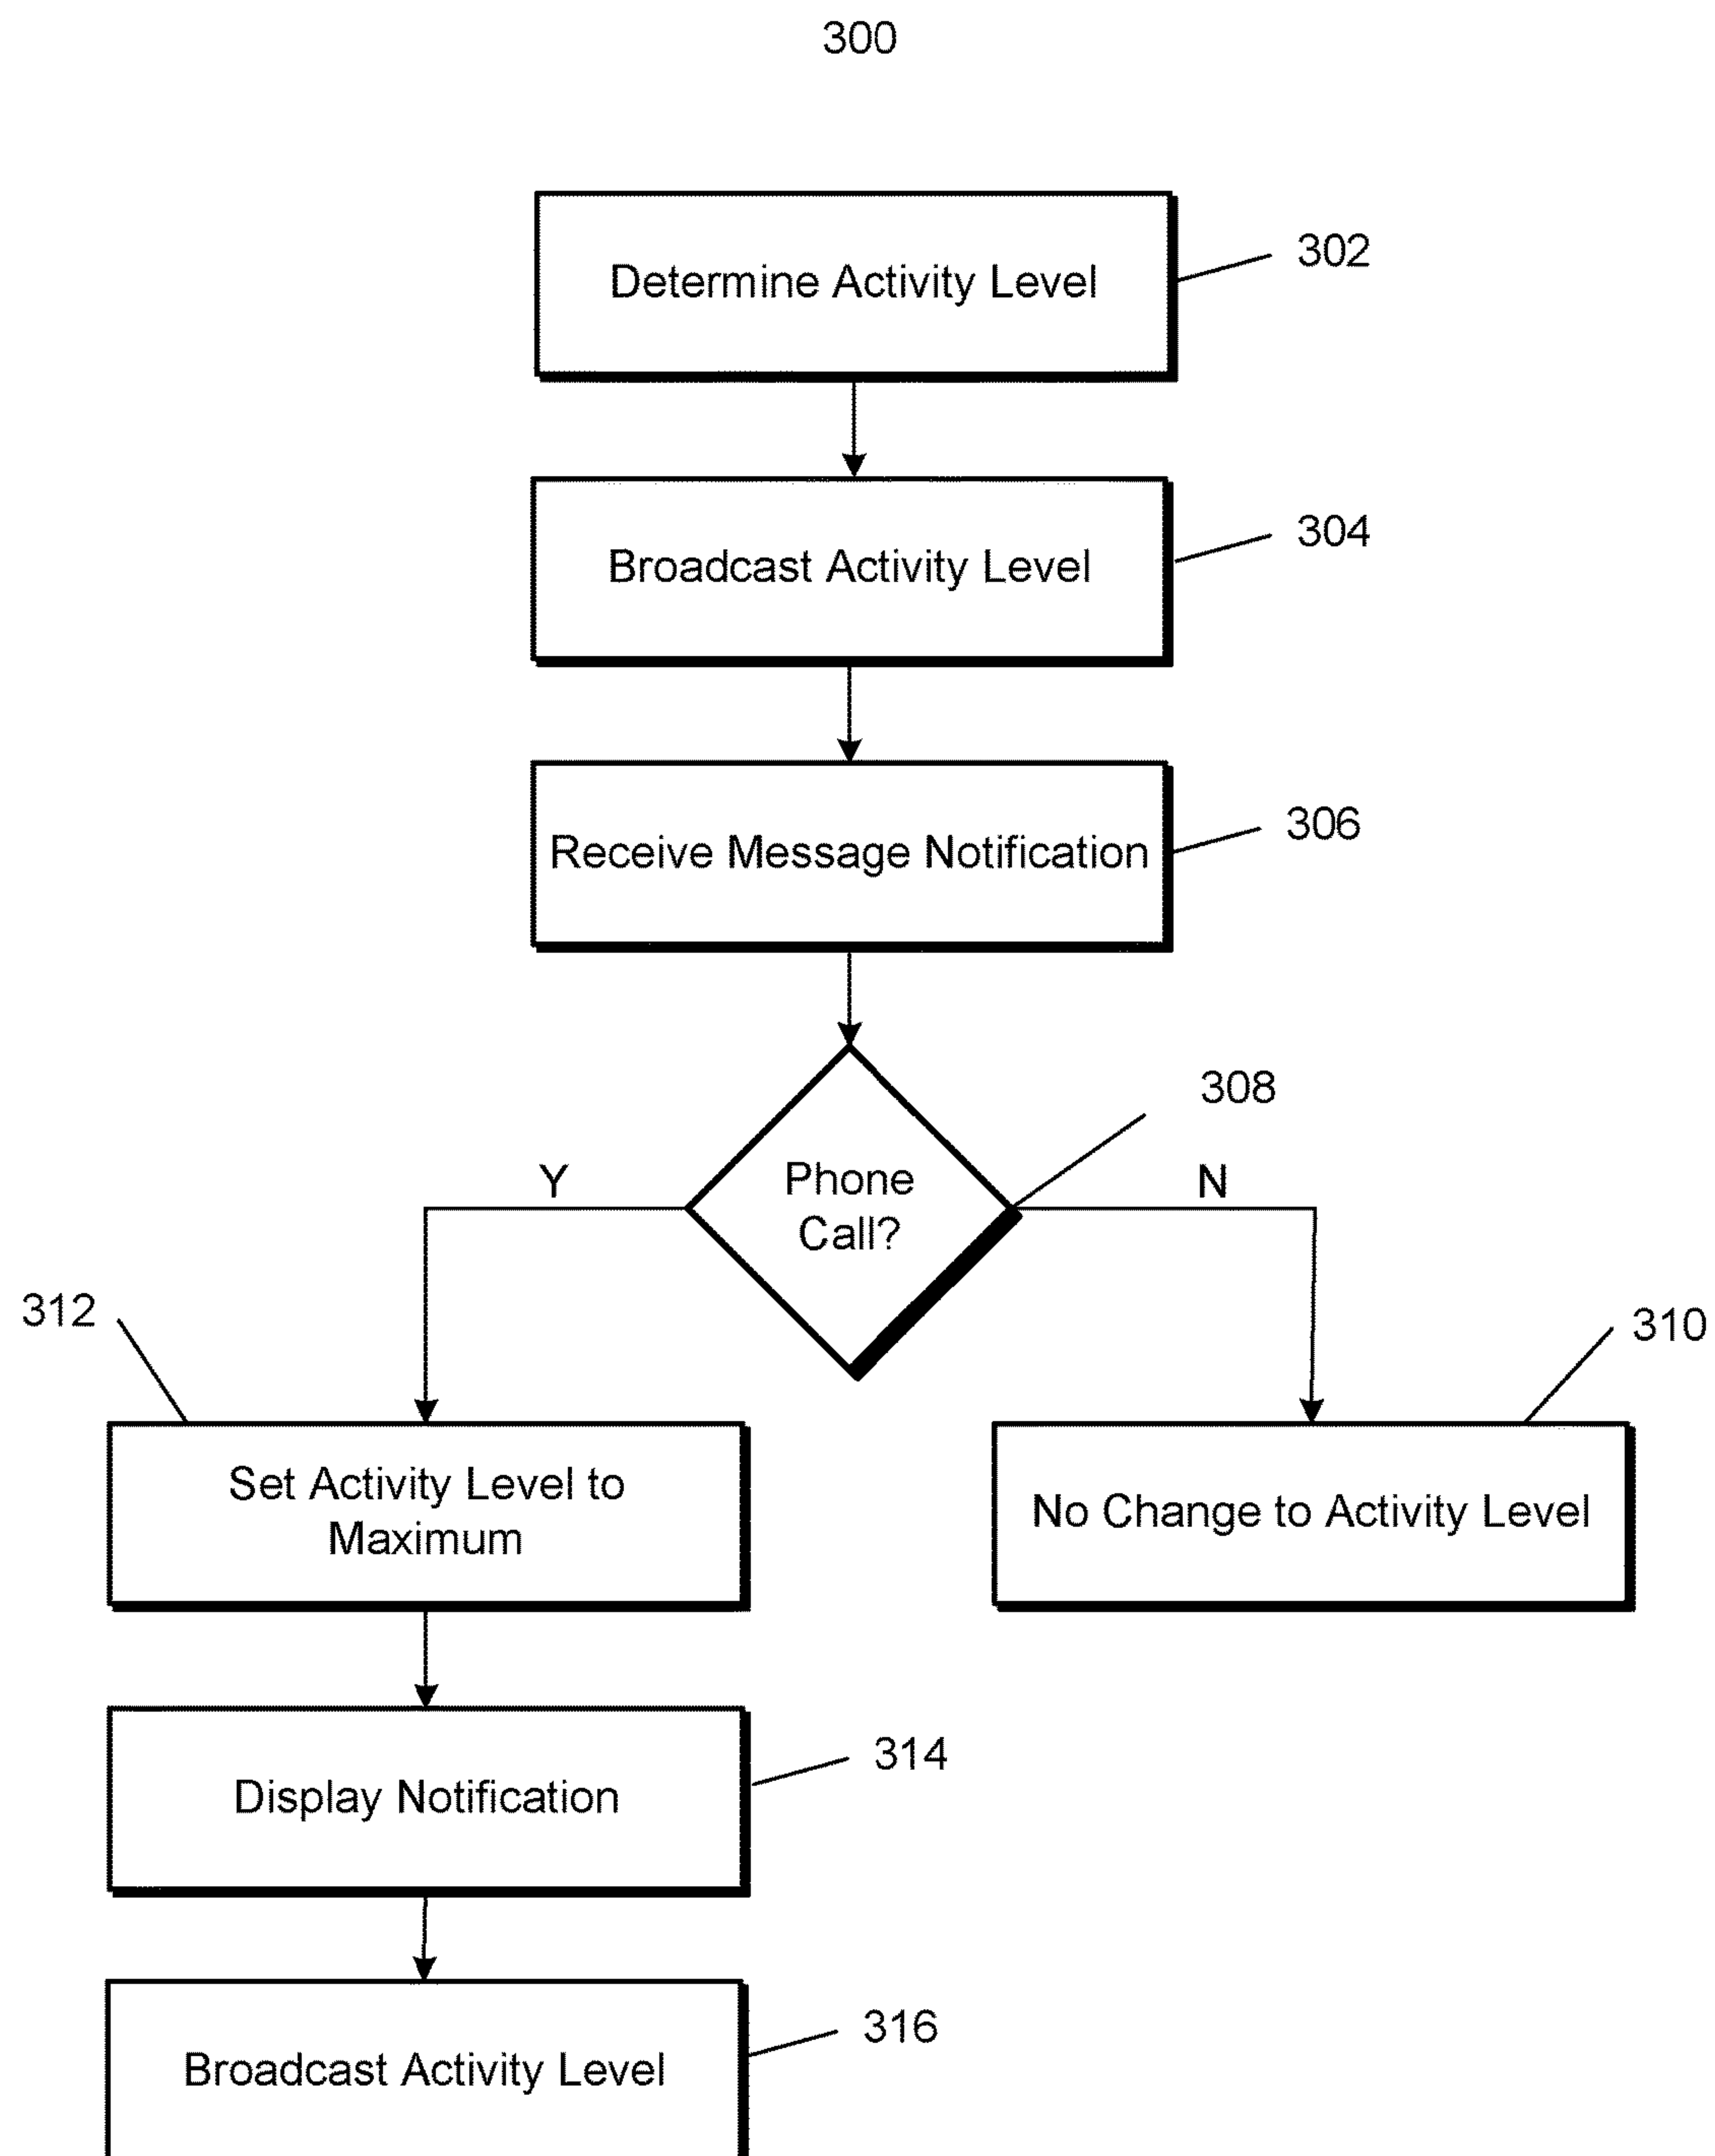 300
Determine Activity Level
302
Broadcast Activity Level
304
Receive Message Notification
306
308
Phone
Call?
Y
N
312
310
Set Activity Level to
Maximum
No Change to Activity Level
314
Display Notification
316
Broadcast Activity Level